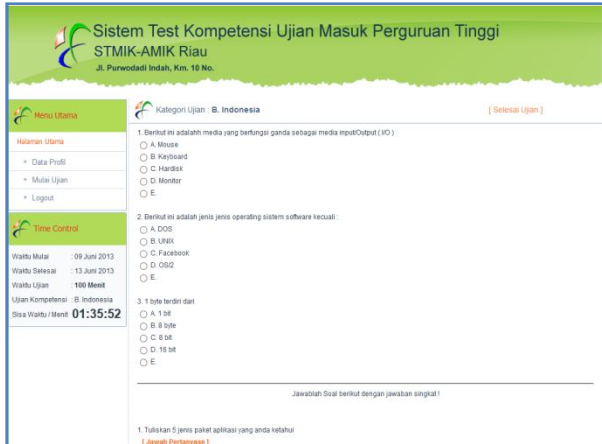 Sistem Test Kompetensi Ujian Masuk Perguruan Tinggi
STMIK-AMIK Riau
Jl. Purwodadi Indah, Km. 10 No.
Menu Utama
Halaman Utama
Data Profil
Mulai Ujian
Logout
Time Control
Waktu Mulai : 09 Juni 2013
Waktu Selesai : 13 Juni 2013
Waktu Ujian : 100 Menit
Ujian Kompetensi : B. Indonesia
Sisa Waktu / Menit 01:35:52
Kategori Ujian : B. Indonesia
[ Selesai Ujian ]
1. Berikut ini adalahh media yang berfungsi ganda sebagai media input/Output ( I/O )
A. Mouse
B. Keyboard
C. Hardisk
D. Monitor
E.
2. Berikut ini adalah jenis jenis operating sistem software kecuali :
A. DOS
B. UNIX
C. Facebook
D. OS/2
E.
3. 1 byte terdiri dari
A. 1 bit
B. 8 byte
C. 8 bit
D. 16 bit
E.
Jawablah Soal berikut dengan jawaban singkat !
1. Tuliskan 5 jenis paket aplikasi yang anda ketahui
[ Jawab Pertanyaan ]